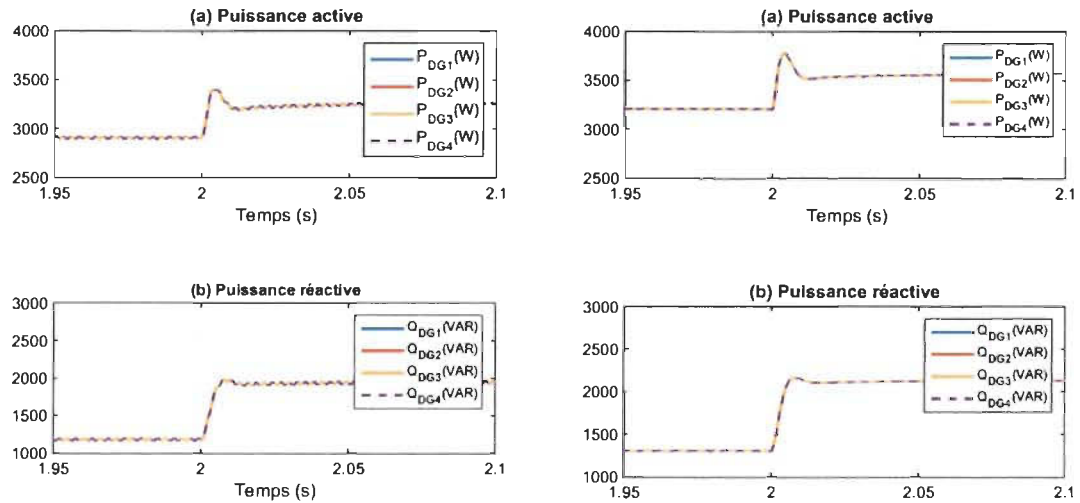 (a) Puissance active
4000
3500
3000
2500
P_DG1(W)
P_DG2(W)
P_DG3(W)
P_DG4(W)
1.95
2
2.05
2.1
Temps (s)
(a) Puissance active
4000
3500
3000
2500
P_DG1(W)
P_DG2(W)
P_DG3(W)
P_DG4(W)
1.95
2
2.05
2.1
Temps (s)
(b) Puissance réactive
3000
2500
2000
1500
1000
Q_DG1(VAR)
Q_DG2(VAR)
Q_DG3(VAR)
Q_DG4(VAR)
1.95
2
2.05
2.1
Temps (s)
(b) Puissance réactive
3000
2500
2000
1500
1000
Q_DG1(VAR)
Q_DG2(VAR)
Q_DG3(VAR)
Q_DG4(VAR)
1.95
2
2.05
2.1
Temps (s)